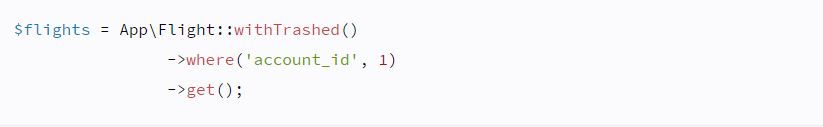 $flights = App\Flight::withTrashed()
->where('account_id', 1)
->get();